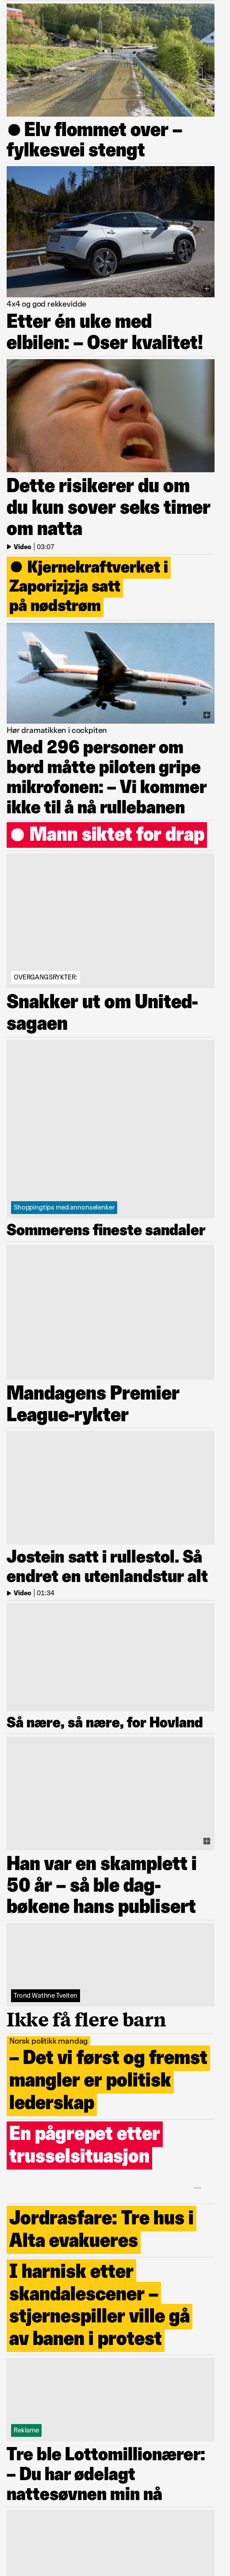 Elv flommet over –
fylkesvei stengt
4x4 og god rekkevidde
Etter én uke med
elbilen: – Oser kvalitet!
Dette risikerer du om
du kun sover seks timer
om natta
Video | 03:07
Kjernekraftverket i
Zaporizjzja satt
på nødstrøm
Hør dramatikken i cockpiten
Med 296 personer om
bord måtte piloten gripe
mikrofonen: – Vi kommer
ikke til å nå rullebanen
Mann siktet for drap
OVERGANGSRYKTER:
Snakker ut om United-
sagaen
Shoppingtips med annonselenker
Sommerens fineste sandaler
Mandagens Premier
League-rykter
Jostein satt i rullestol. Så
endret en utenlandstur alt
Video | 01:34
Så nære, så nære, for Hovland
Han var en skamplett i
50 år – så ble dag-
bøkene hans publisert
Trond Wathne Tveiten
Ikke få flere barn
Norsk politikk mandag
– Det vi først og fremst
mangler er politisk
lederskap
En pågrepet etter
trusselsituasjon
Jordrasfare: Tre hus i
Alta evakueres
I harnisk etter
skandalescener –
stjernespiller ville gå
av banen i protest
Reklame
Tre ble Lottomillionærer:
– Du har ødelagt
nattesøvnen min nå